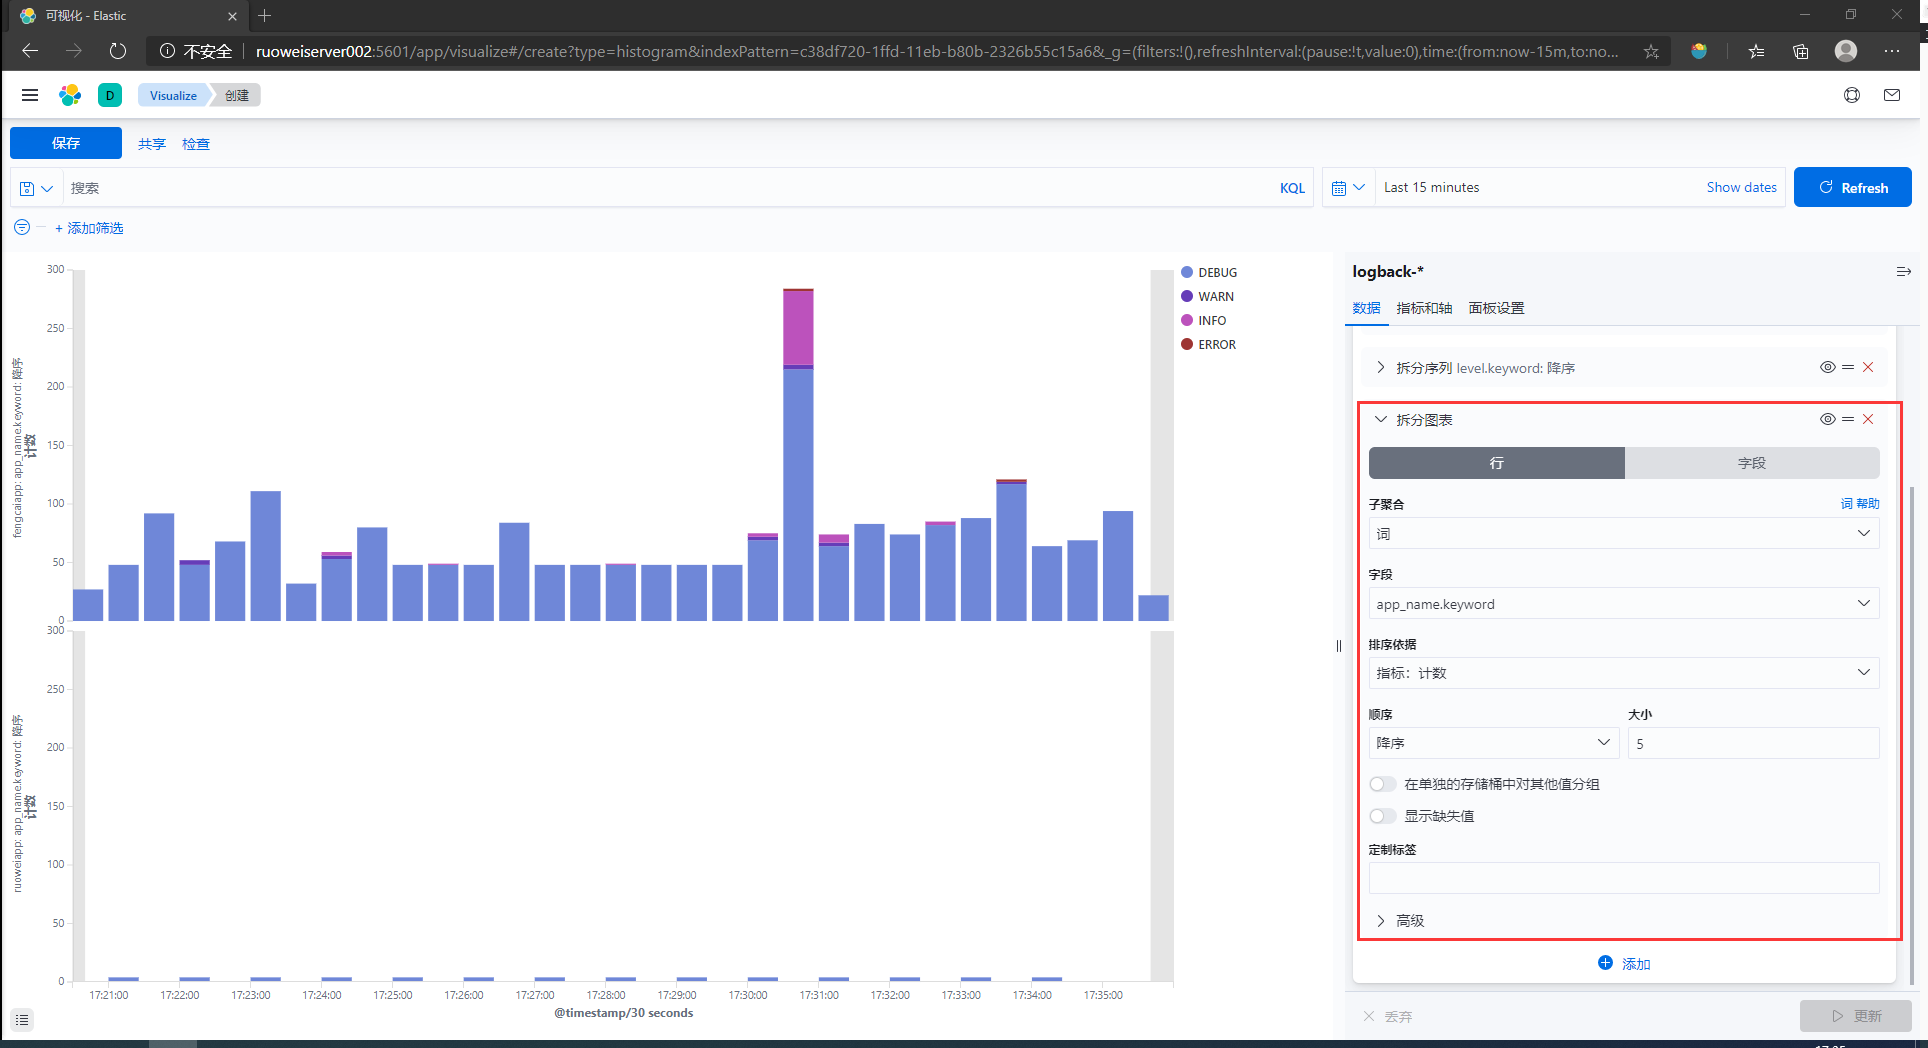 可视化 - Elastic
不安全
ruoweiserver002:5601/app/visualize#/create?type=histogram&indexPattern=c38df720-1ffd-11eb-b80b-2326b55c15a6&_g=(filters:!(),refreshInterval:(pause:!t,value:0),time:(from:now-15m,to:no...
D
Visualize
创建
保存
共享
检查
搜索
KQL
Last 15 minutes
Show dates
Refresh
+ 添加筛选
300
250
200
150
100
50
0
fengcaiapp: app_name.keyword: 降序
计数
300
250
200
150
100
50
0
ruoweiapp: app_name.keyword: 降序
计数
17:21:00
17:22:00
17:23:00
17:24:00
17:25:00
17:26:00
17:27:00
17:28:00
17:29:00
17:30:00
17:31:00
17:32:00
17:33:00
17:34:00
17:35:00
@timestamp/30 seconds
DEBUG
WARN
INFO
ERROR
logback-*
数据
指标和轴
面板设置
拆分序列 level.keyword: 降序
拆分图表
行
字段
子聚合
词 帮助
词
字段
app_name.keyword
排序依据
指标：计数
顺序
大小
降序
5
在单独的存储桶中对其他值分组
显示缺失值
定制标签
高级
添加
丢弃
更新